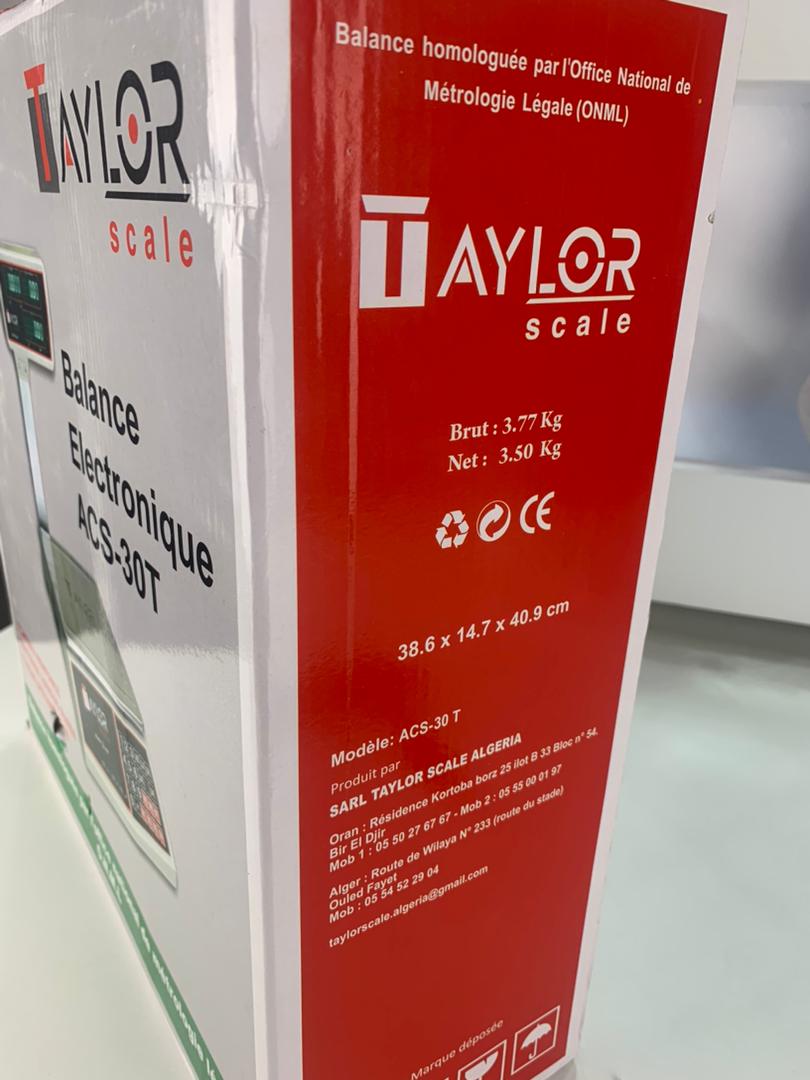 TAYLOR
scale
Balance
Electronique
ACS-30T
Balance homologuée par l'Office National de
Métrologie Légale (ONML)
TAYLOR
scale
Brut : 3.77 Kg
Net : 3.50 Kg
CE
38.6 x 14.7 x 40.9 cm
Modèle: ACS-30 T
Produit par
SARL TAYLOR SCALE ALGERIA
Oran : Résidence Kortoba borz 25 ilot B 33 Bloc n° 54.
Bir El Djir
Mob 1 : 05 50 27 67 67 - Mob 2 : 05 55 00 01 97
Alger : Route de Wilaya N° 233 (route du stade)
Ouled Fayet
Mob : 05 54 52 29 04
taylorscale.algeria@gmail.com
Marque déposée